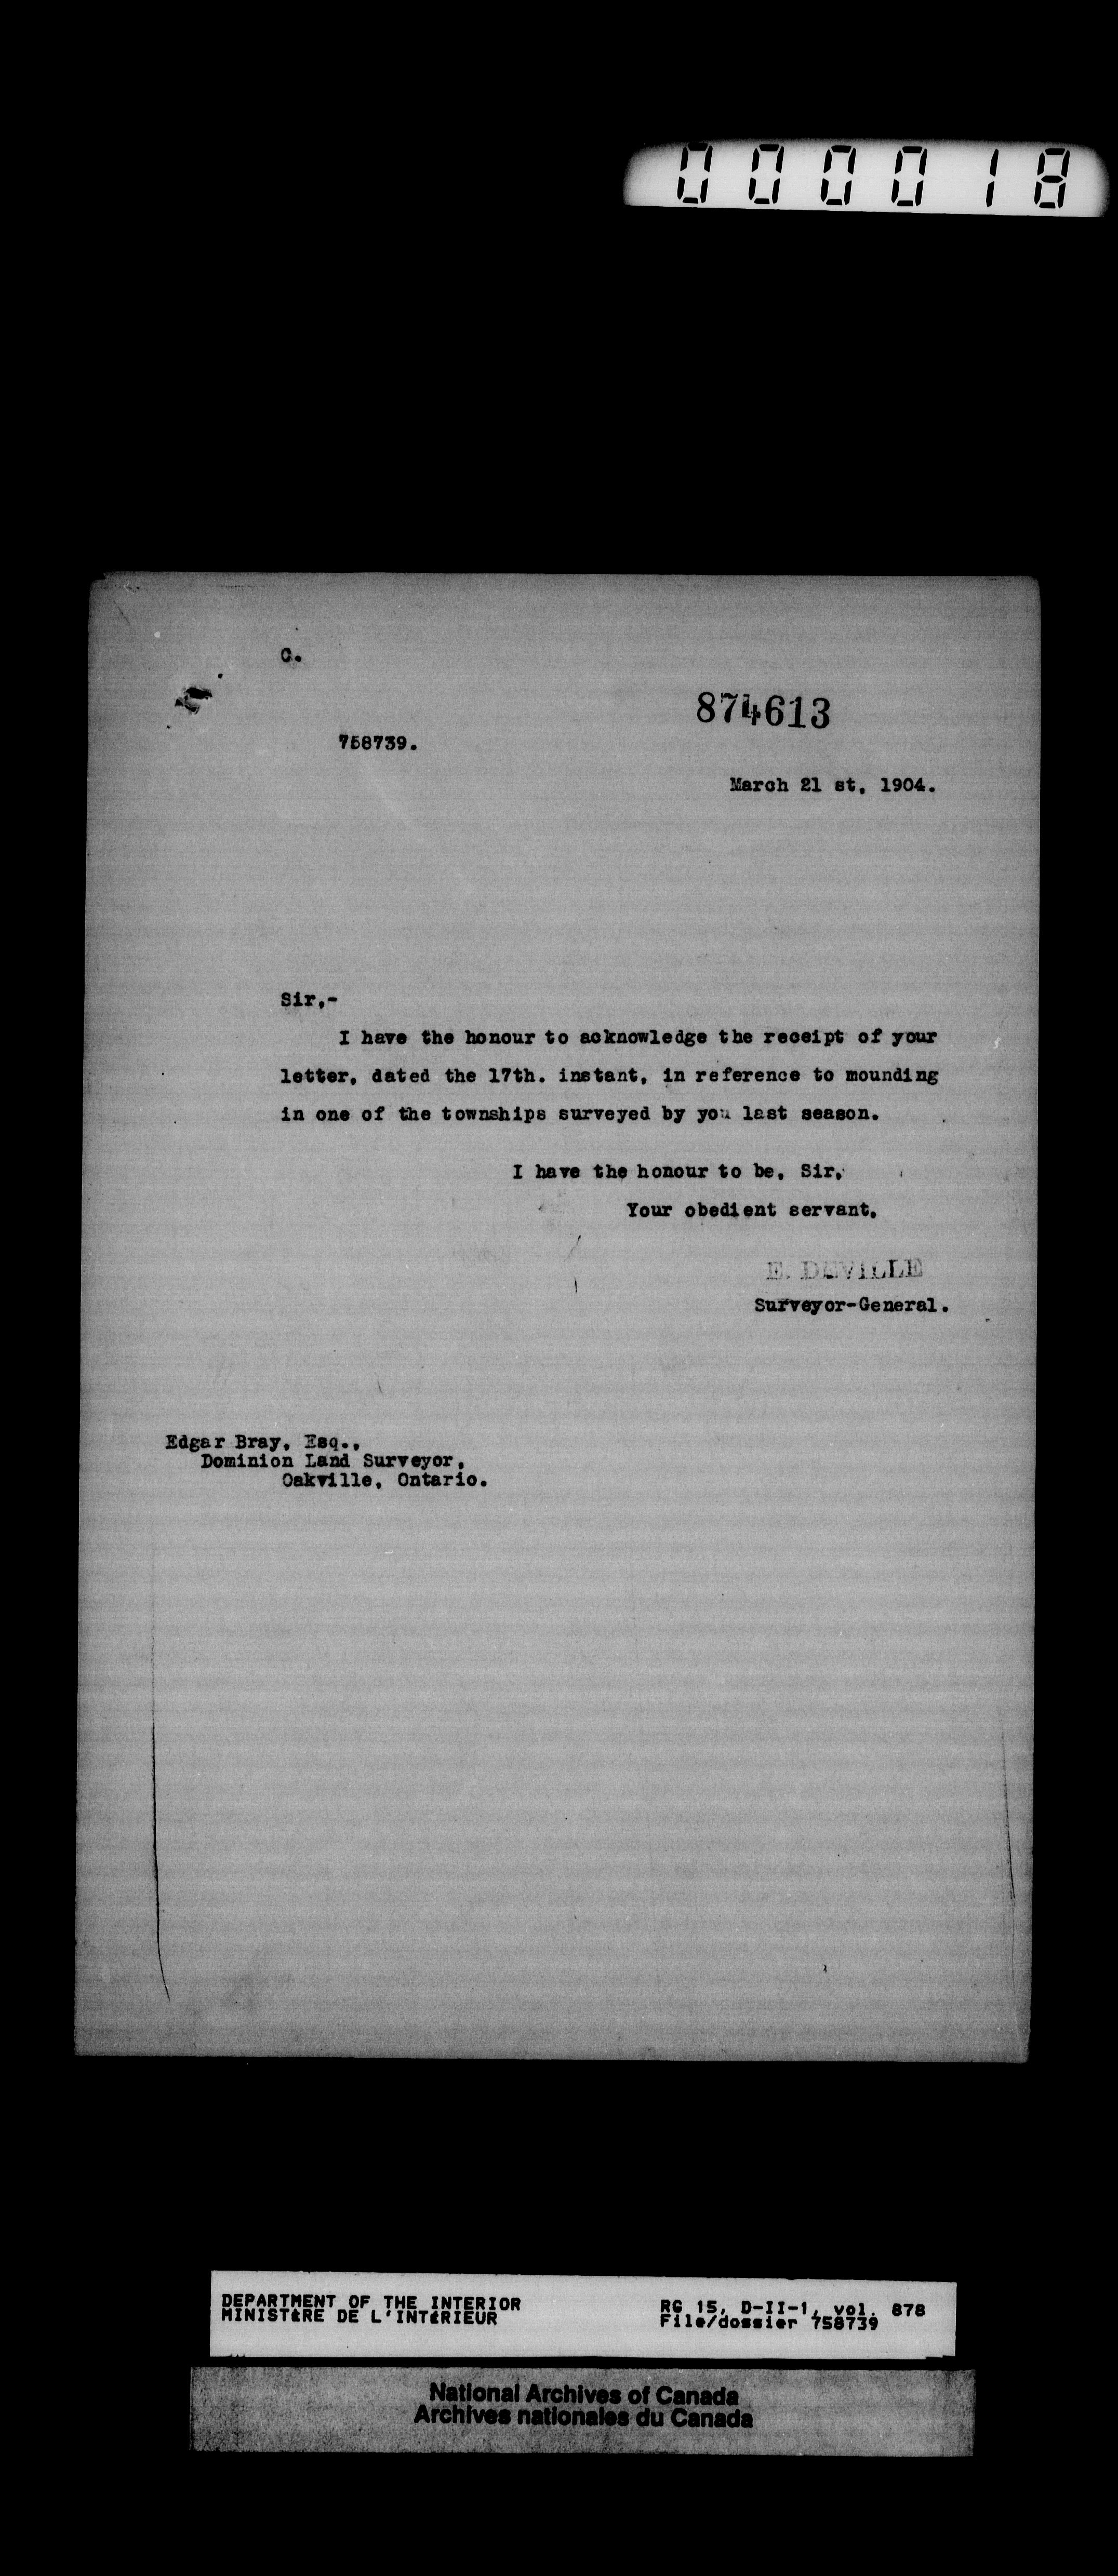 000018
C.
874613
758739.
March 21 st, 1904.
Sir,-
I have the honour to acknowledge the receipt of your
letter, dated the 17th. instant, in reference to mounding
in one of the townships surveyed by you last season.
I have the honour to be, Sir,
Your obedient servant,
E. DEVILLE
Surveyor-General.
Edgar Bray, Esq.,
Dominion Land Surveyor,
Oakville, Ontario.
DEPARTMENT OF THE INTERIOR RG 15, D-II-1, vol. 878
MINISTÈRE DE L'INTÉRIEUR File/dossier 758739
National Archives of Canada
Archives nationales du Canada